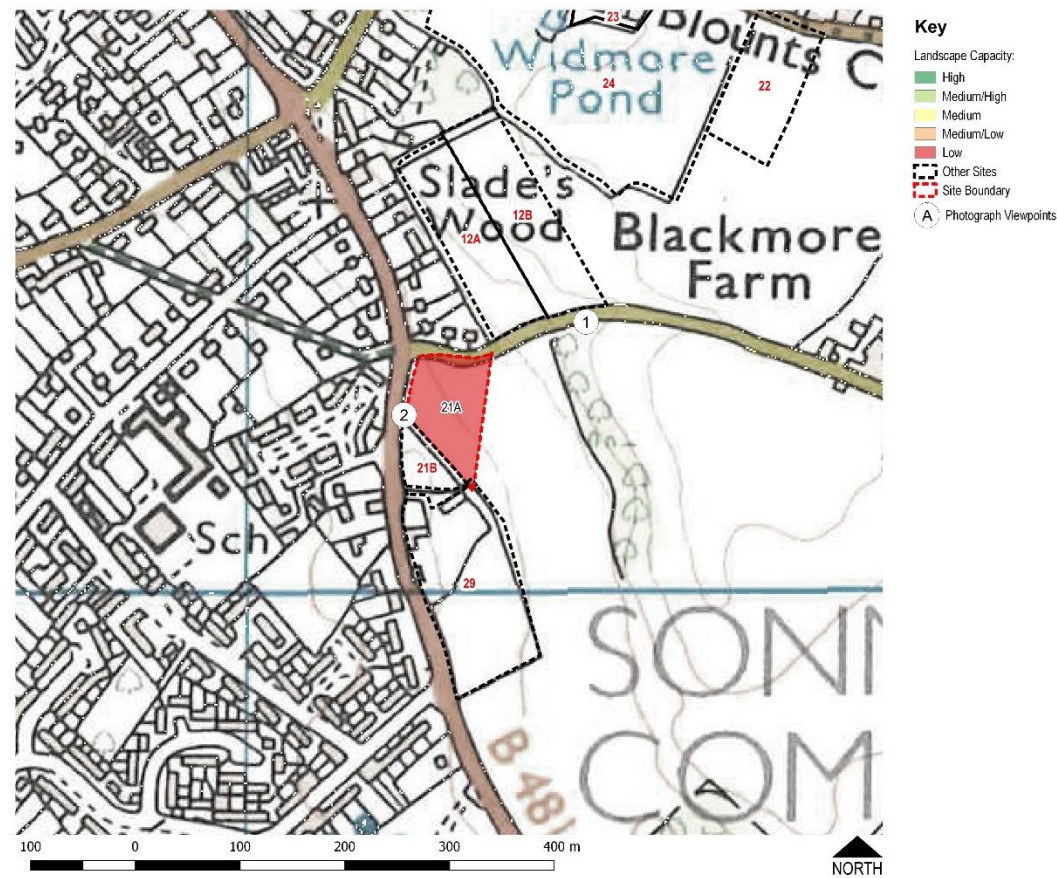 23
Blounts C
Widmore
Pond
24
22
Slade's
Wood
12B
12A
Blackmore
Farm
1
21A
2
21B
Sch
29
SONN
COM
B 481
100 0 100 200 300 400 m
NORTH
Key
Landscape Capacity:
High
Medium/High
Medium
Medium/Low
Low
Other Sites
Site Boundary
A Photograph Viewpoints